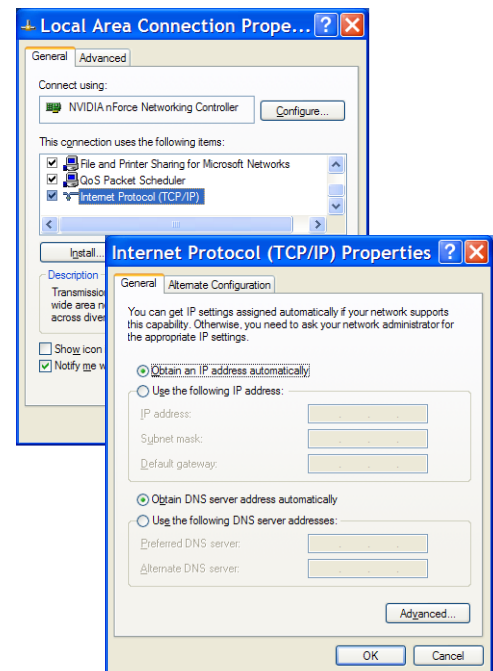 Local Area Connection Prope...
General Advanced
Connect using:
NVIDIA nForce Networking Controller Configure...
This connection uses the following items:
File and Printer Sharing for Microsoft Networks
QoS Packet Scheduler
Internet Protocol (TCP/IP)
Install...
Description
Transmission
wide area
across
Show icon
Notify me
Internet Protocol (TCP/IP) Properties
General Alternate Configuration
You can get IP settings assigned automatically if your network supports
this capability. Otherwise, you need to ask your network administrator for
the appropriate IP settings.
Obtain an IP address automatically
Use the following IP address:
IP address:
Subnet mask:
Default gateway:
Obtain DNS server address automatically
Use the following DNS server addresses:
Preferred DNS server:
Alternate DNS server:
Advanced...
OK Cancel